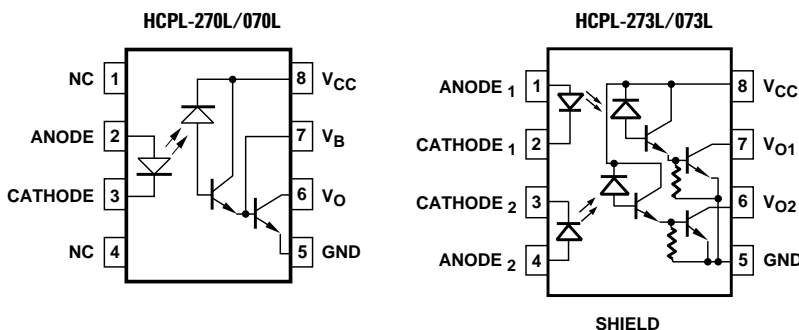 HCPL-270L/070L
NC 1
8 VCC
ANODE 2
7 VB
CATHODE 3
6 VO
NC 4
5 GND
HCPL-273L/073L
ANODE 1 1
8 VCC
CATHODE 1 2
7 VO1
CATHODE 2 3
6 VO2
ANODE 2 4
5 GND
SHIELD